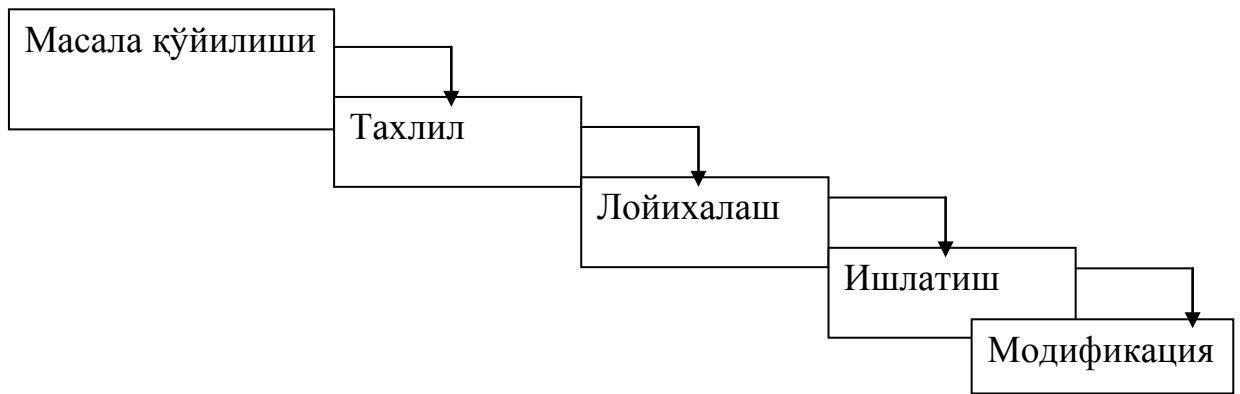 Масала қўйилиши
Тахлил
Лойихалаш
Ишлатиш
Модификация